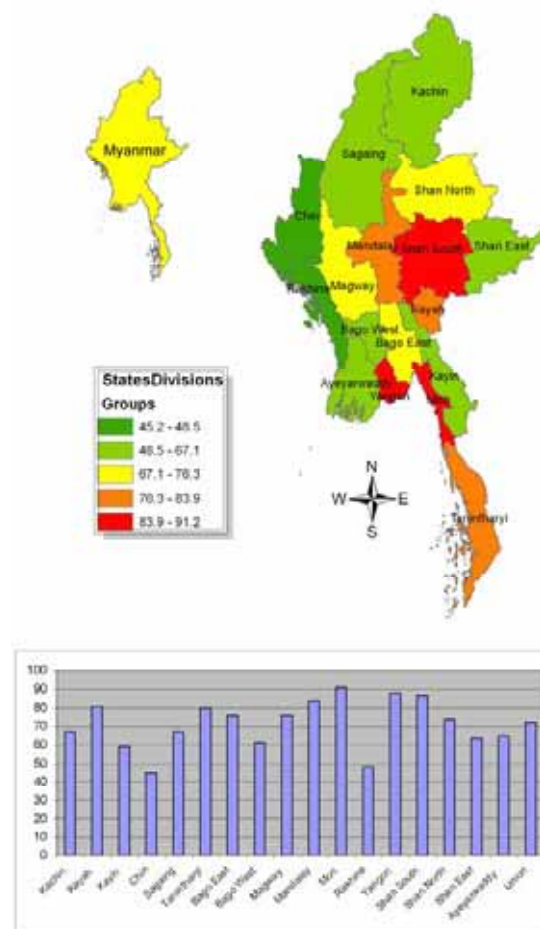 Kachin
Myanmar
Sagaing
Shan North
Chin
Shan South
Shan East
Rakhine
Magway
Kayah
Bago West
Bago East
Ayeyarwaddy
Yangon
Kayin
Mon
StatesDivisions
Groups
45.2 - 48.5
48.5 - 67.1
67.1 - 76.3
76.3 - 83.9
83.9 - 91.2
N
W
E
S
Tanintharyi
100
90
80
70
60
50
40
30
20
10
0
Kachin
Kayah
Kayin
Chin
Sagaing
Tanintharyi
Bago East
Bago West
Magway
Mandalay
Mon
Rakhine
Yangon
Shan South
Shan North
Shan East
Ayeyarwaddy
Union